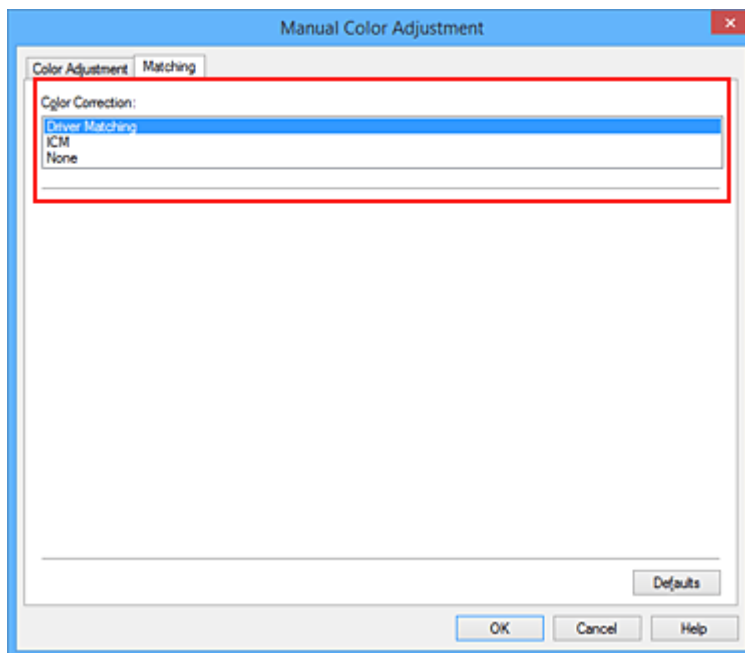 Manual Color Adjustment
Color Adjustment Matching
Color Correction:
Driver Matching
ICM
None
Defaults
OK Cancel Help